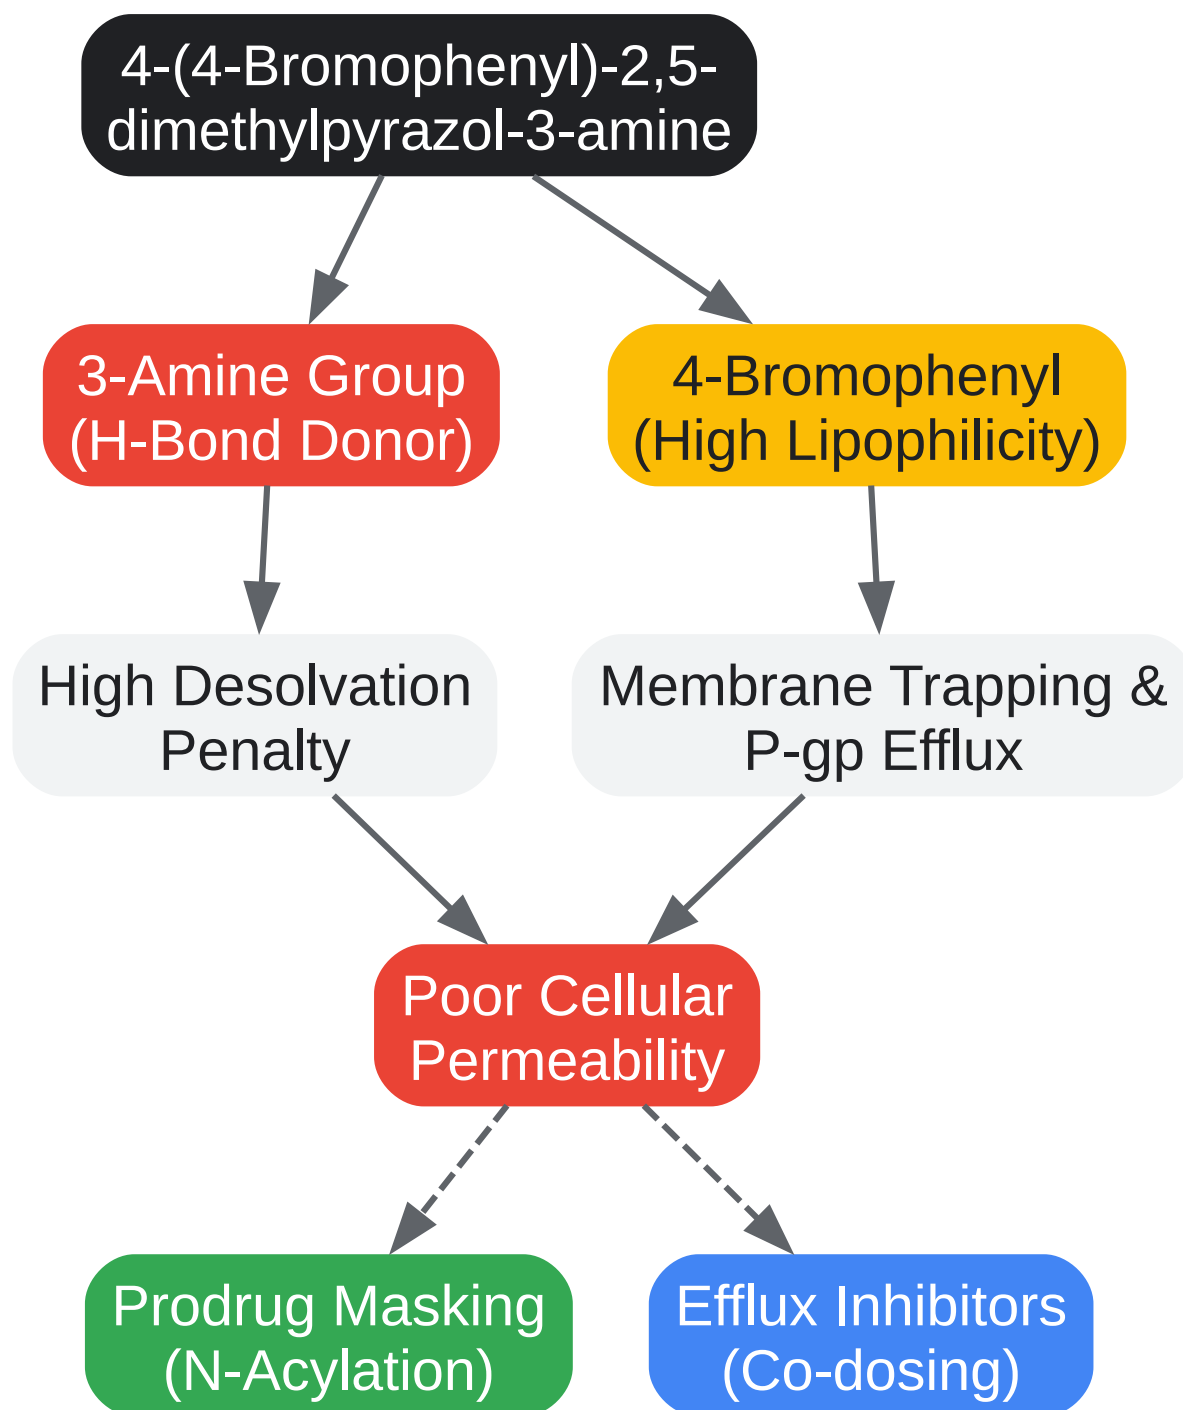 4-(4-Bromophenyl)-2,5-
dimethylpyrazol-3-amine
3-Amine Group
(H-Bond Donor)
4-Bromophenyl
(High Lipophilicity)
High Desolvation
Penalty
Membrane Trapping &
P-gp Efflux
Poor Cellular
Permeability
Prodrug Masking
(N-Acylation)
Efflux Inhibitors
(Co-dosing)